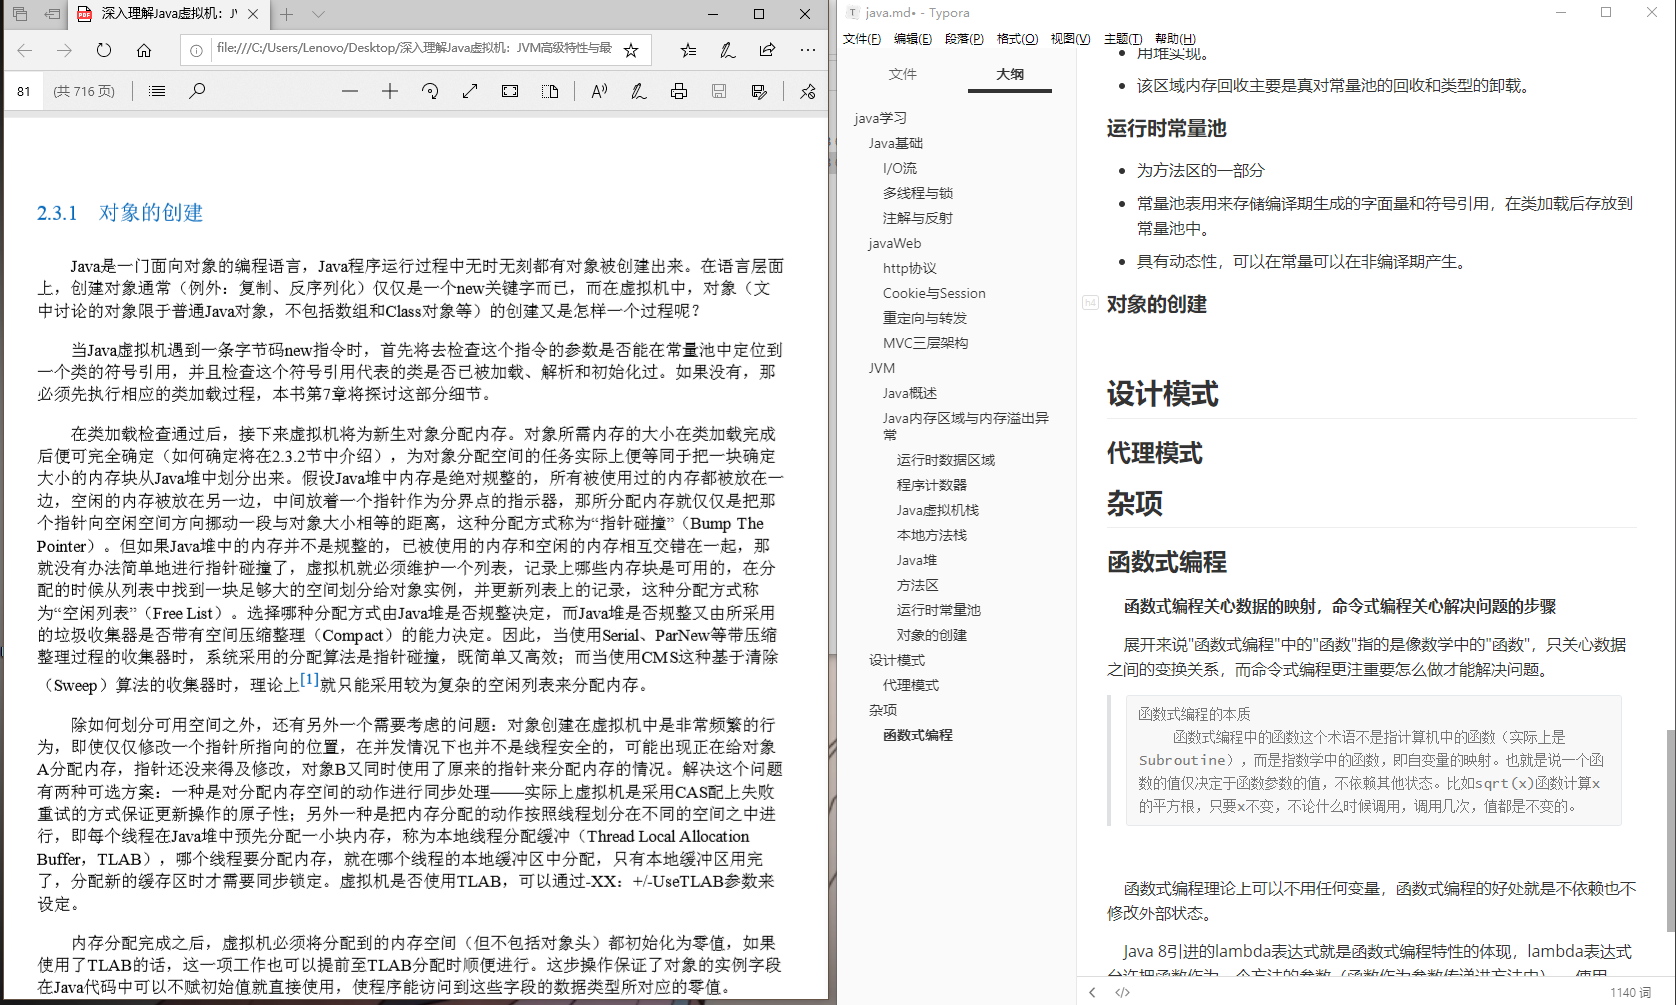 深入理解Java虚拟机：J
file:///C:/Users/Lenovo/Desktop/深入理解Java虚拟机：JVM高级特性与最
81
(共 716 页)
2.3.1 对象的创建
Java是一门面向对象的编程语言，Java程序运行过程中无时无刻都有对象被创建出来。在语言层面
上，创建对象通常（例外：复制、反序列化）仅仅是一个new关键字而已，而在虚拟机中，对象（文
中讨论的对象限于普通Java对象，不包括数组和Class对象等）的创建又是怎样一个过程呢？
当Java虚拟机遇到一条字节码new指令时，首先将去检查这个指令的参数是否能在常量池中定位到
一个类的符号引用，并且检查这个符号引用代表的类是否已被加载、解析和初始化过。如果没有，那
必须先执行相应的类加载过程，本书第7章将探讨这部分细节。
在类加载检查通过后，接下来虚拟机将为新生对象分配内存。对象所需内存的大小在类加载完成
后便可完全确定（如何确定将在2.3.2节中介绍），为对象分配空间的任务实际上便等同于把一块确定
大小的内存块从Java堆中划分出来。假设Java堆中内存是绝对规整的，所有被使用过的内存都被放在一
边，空闲的内存被放在另一边，中间放着一个指针作为分界点的指示器，那所分配内存就仅仅是把那
个指针向空闲空间方向挪动一段与对象大小相等的距离，这种分配方式称为“指针碰撞”（Bump The
Pointer）。但如果Java堆中的内存并不是规整的，已被使用的内存和空闲的内存相互交错在一起，那
就没有办法简单地进行指针碰撞了，虚拟机就必须维护一个列表，记录上哪些内存块是可用的，在分
配的时候从列表中找到一块足够大的空间划分给对象实例，并更新列表上的记录，这种分配方式称
为“空闲列表”（Free List）。选择哪种分配方式由Java堆是否规整决定，而Java堆是否规整又由所采用
的垃圾收集器是否带有空间压缩整理（Compact）的能力决定。因此，当使用Serial、ParNew等带压缩
整理过程的收集器时，系统采用的分配算法是指针碰撞，既简单又高效；而当使用CMS这种基于清除
（Sweep）算法的收集器时，理论上[1]就只能采用较为复杂的空闲列表来分配内存。
除如何划分可用空间之外，还有另外一个需要考虑的问题：对象创建在虚拟机中是非常频繁的行
为，即使仅仅修改一个指针所指向的位置，在并发情况下也并不是线程安全的，可能出现正在给对象
A分配内存，指针还没来得及修改，对象B又同时使用了原来的指针来分配内存的情况。解决这个问题
有两种可选方案：一种是对分配内存空间的动作进行同步处理——实际上虚拟机是采用CAS配上失败
重试的方式保证更新操作的原子性；另外一种是把内存分配的动作按照线程划分在不同的空间之中进
行，即每个线程在Java堆中预先分配一小块内存，称为本地线程分配缓冲（Thread Local Allocation
Buffer，TLAB），哪个线程要分配内存，就在哪个线程的本地缓冲区中分配，只有本地缓冲区用完
了，分配新的缓存区时才需要同步锁定。虚拟机是否使用TLAB，可以通过-XX：+/-UseTLAB参数来
设定。
内存分配完成之后，虚拟机必须将分配到的内存空间（但不包括对象头）都初始化为零值，如果
使用了TLAB的话，这一项工作也可以提前至TLAB分配时顺便进行。这步操作保证了对象的实例字段
在Java代码中可以不赋初始值就直接使用，使程序能访问到这些字段的数据类型所对应的零值。
java.md• - Typora
文件(F) 编辑(E) 段落(P) 格式(O) 视图(V) 主题(T) 帮助(H)
文件 大纲
java学习
Java基础
I/O流
多线程与锁
注解与反射
javaWeb
http协议
Cookie与Session
重定向与转发
MVC三层架构
JVM
Java概述
Java内存区域与内存溢出异
常
运行时数据区域
程序计数器
Java虚拟机栈
本地方法栈
Java堆
方法区
运行时常量池
对象的创建
设计模式
代理模式
杂项
函数式编程
用堆实现。
该区域内存回收主要是真对常量池的回收和类型的卸载。
运行时常量池
为方法区的一部分
常量池表用来存储编译期生成的字面量和符号引用，在类加载后存放到
常量池中。
具有动态性，可以在常量可以在非编译期产生。
h4 对象的创建
设计模式
代理模式
杂项
函数式编程
函数式编程关心数据的映射，命令式编程关心解决问题的步骤
展开来说"函数式编程"中的"函数"指的是像数学中的"函数"，只关心数据
之间的变换关系，而命令式编程更注重要怎么做才能解决问题。
函数式编程的本质
函数式编程中的函数这个术语不是指计算机中的函数（实际上是
Subroutine），而是指数学中的函数，即自变量的映射。也就是说一个函
数的值仅决定于函数参数的值，不依赖其他状态。比如sqrt(x)函数计算x
的平方根，只要x不变，不论什么时候调用，调用几次，值都是不变的。
函数式编程理论上可以不用任何变量，函数式编程的好处就是不依赖也不
修改外部状态。
Java 8引进的lambda表达式就是函数式编程特性的体现，lambda表达式
允许把函数作为一个方法的参数（函数作为参数传递进方法中），使用
1140 词